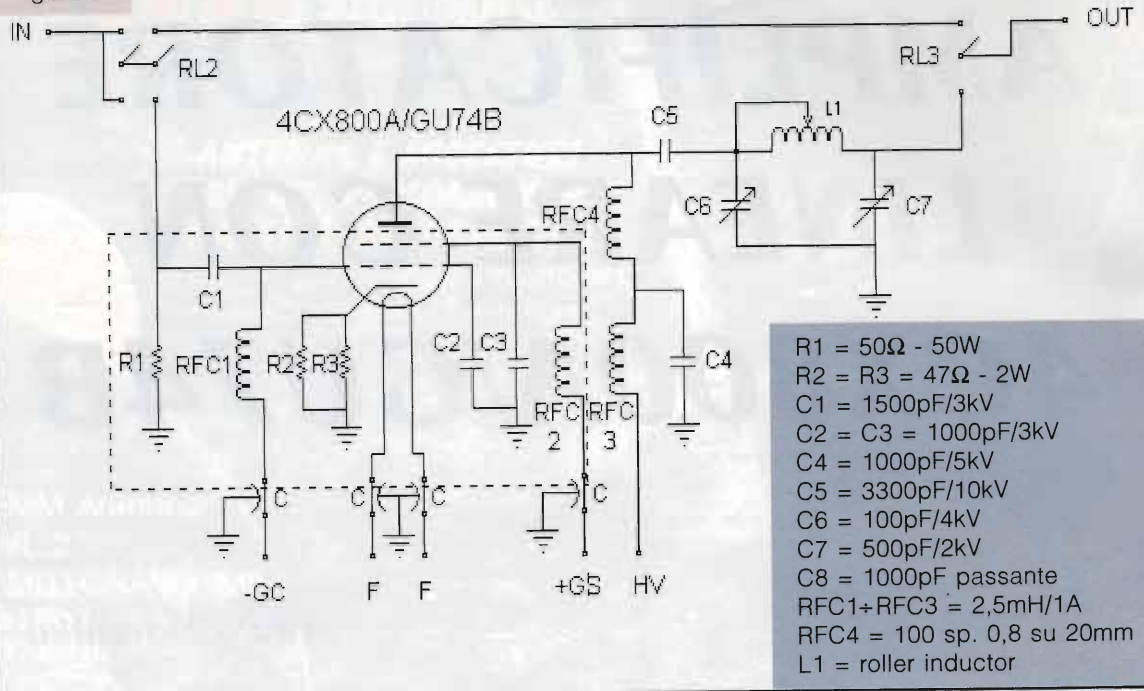 IN
OUT
RL2
RL3
4CX800A/GU74B
C5
L1
C6
C7
RFC4
C1
R1
RFC1
R2
R3
C2
C3
C4
RFC
2
RFC
3
C
C
C
C
-GC
F
F
+GS
HV
R1 = 50Ω - 50W
R2 = R3 = 47Ω - 2W
C1 = 1500pF/3kV
C2 = C3 = 1000pF/3kV
C4 = 1000pF/5kV
C5 = 3300pF/10kV
C6 = 100pF/4kV
C7 = 500pF/2kV
C8 = 1000pF passante
RFC1÷RFC3 = 2,5mH/1A
RFC4 = 100 sp. 0,8 su 20mm
L1 = roller inductor